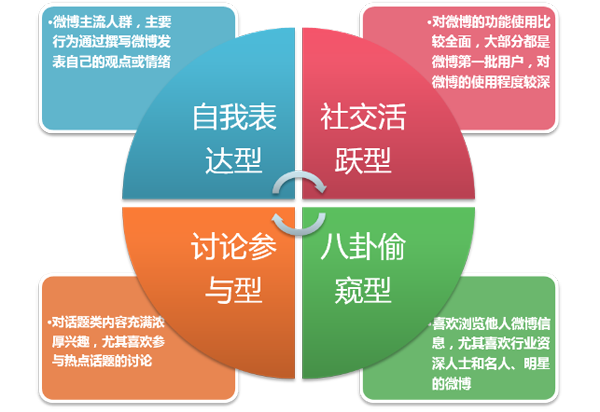 •微博主流人群，主要
行为通过撰写微博发
表自己的观点或情绪
•对微博的功能使用比
较全面，大部分都是
微博第一批用户，对
微博的使用程度较深
自我表
达型
社交活
跃型
讨论参
与型
八卦偷
窥型
•对话题类内容充满浓
厚兴趣，尤其喜欢参
与热点话题的讨论
•喜欢浏览他人微博信
息，尤其喜欢行业资
深人士和名人、明星
的微博